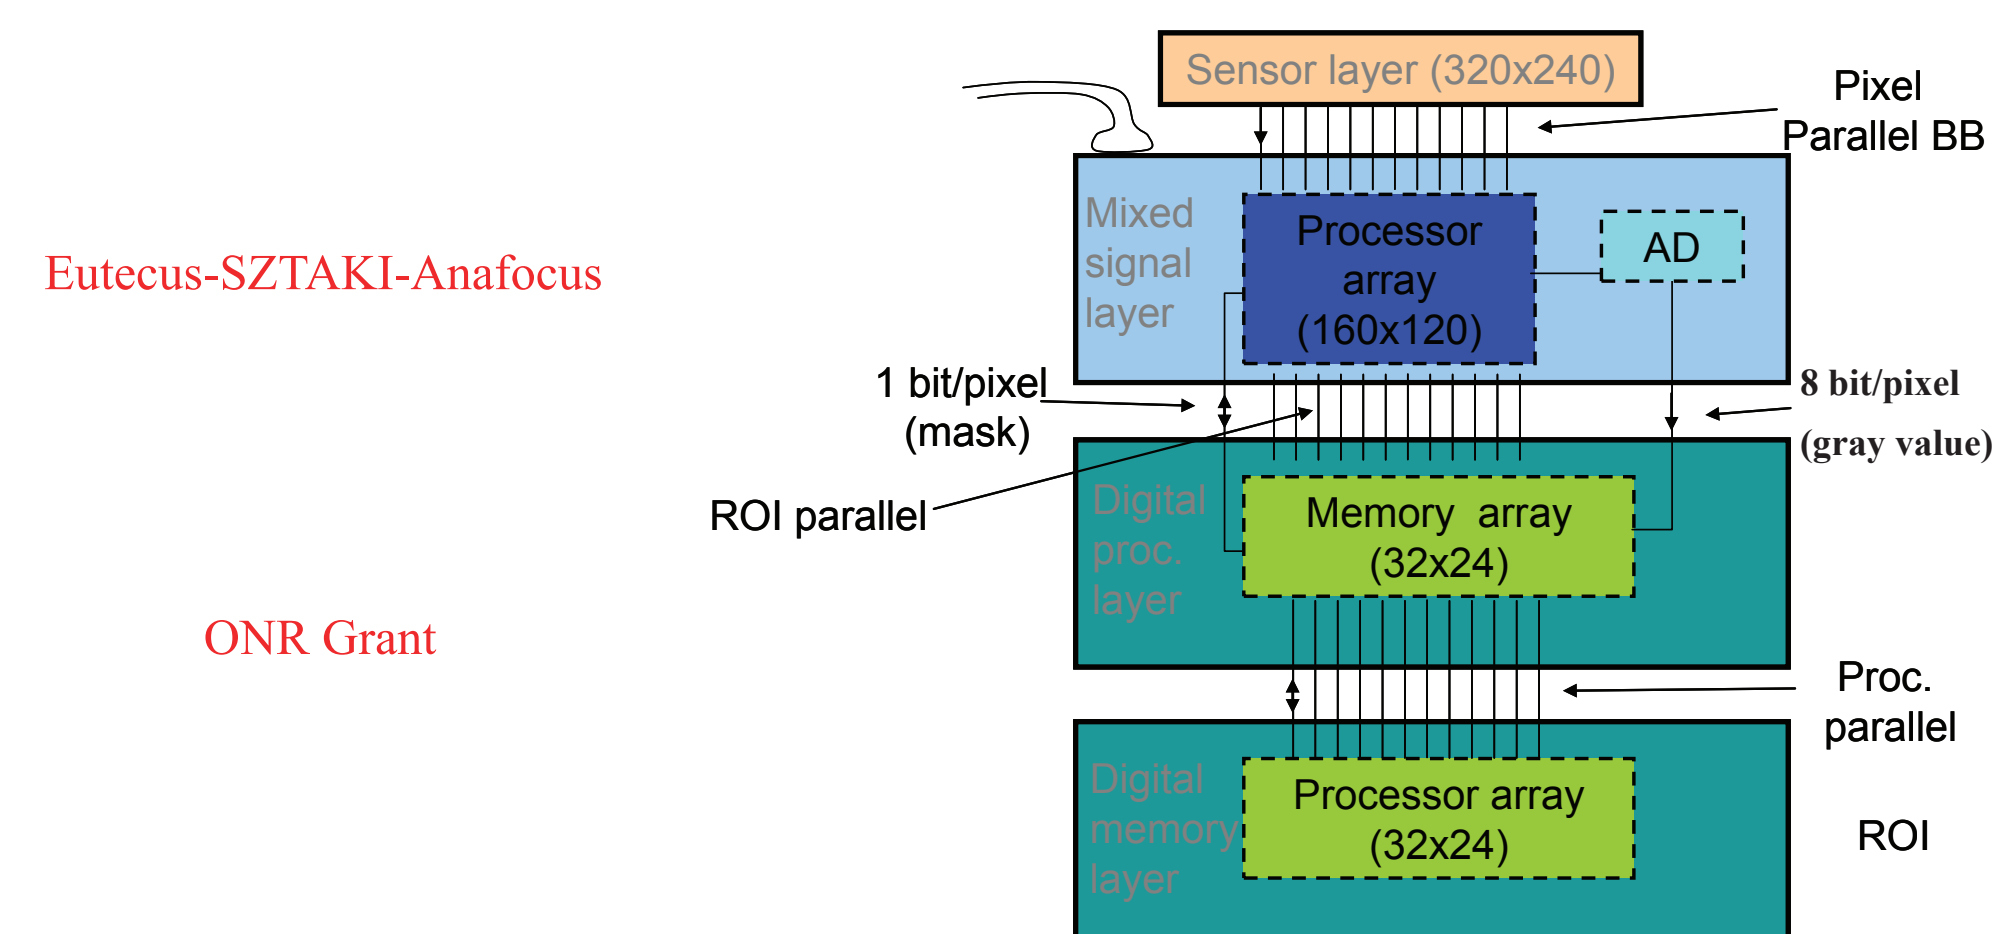 Sensor layer (320x240)
Pixel
Parallel BB
Mixed
signal
layer
Processor
array
(160x120)
AD
Eutecus-SZTAKI-Anafocus
1 bit/pixel
(mask)
8 bit/pixel
(gray value)
ROI parallel
Digital
proc.
layer
Memory array
(32x24)
ONR Grant
Proc.
parallel
Digital
memory
layer
Processor array
(32x24)
ROI